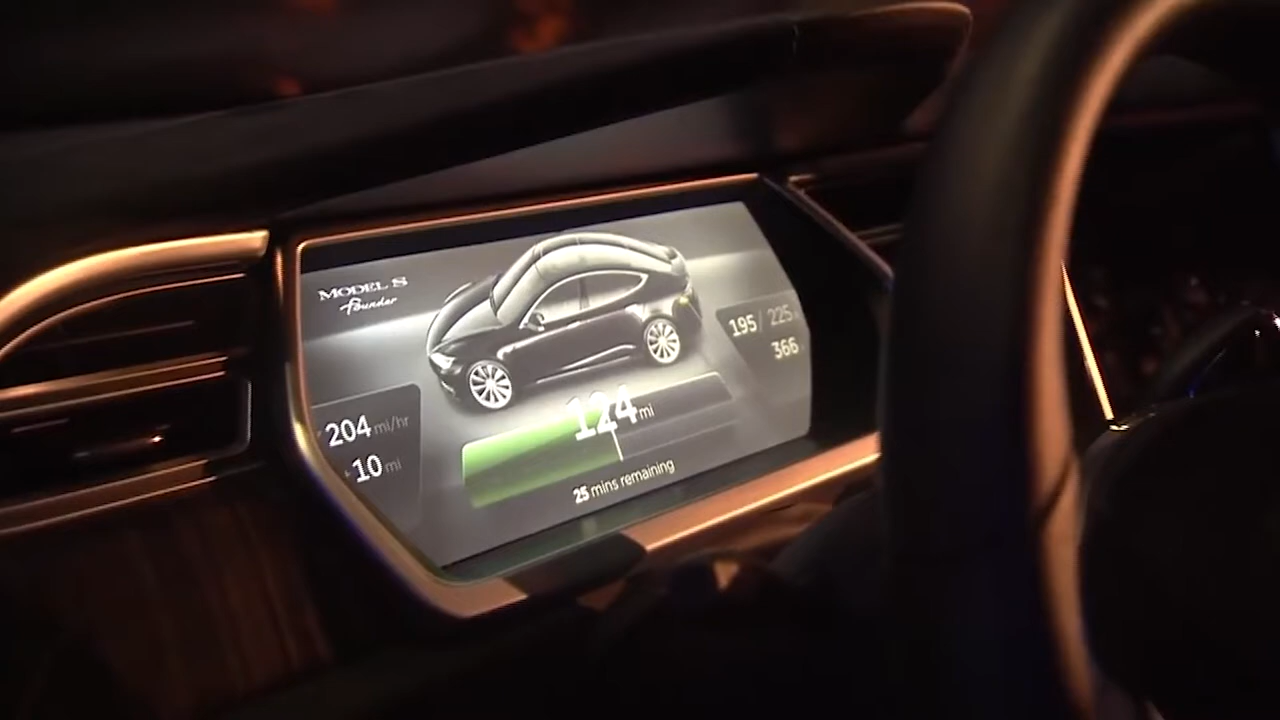 MODEL S
Founder
195 / 225
366
204 mi/hr
10 mi
124 mi
25 mins remaining